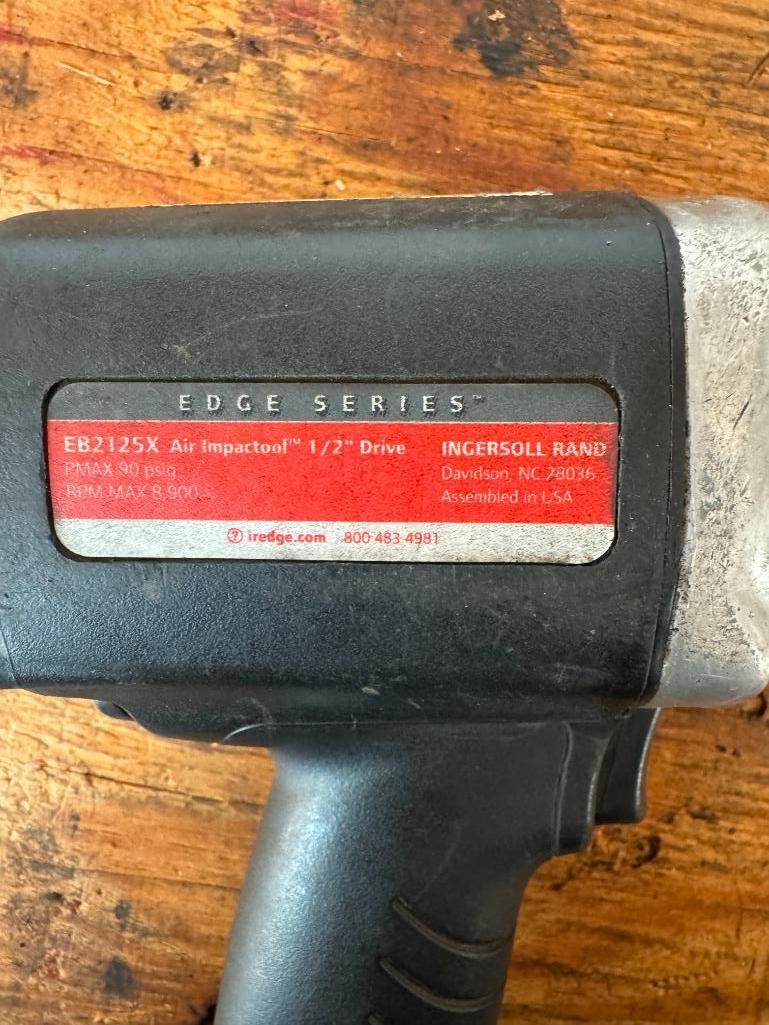 EDGE SERIES™
EB2125X Air Impactool™ 1/2" Drive
PMAX 90 psig
RPM MAX 8,900
INGERSOLL RAND
Davidson, NC 28036
Assembled in USA
? iredge.com 800 483 4981